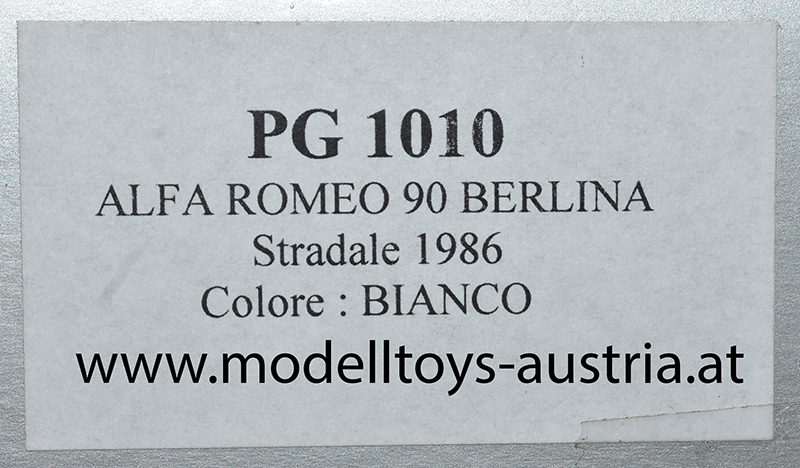 PG 1010
ALFA ROMEO 90 BERLINA
Stradale 1986
Colore : BIANCO
www.modelltoys-austria.at